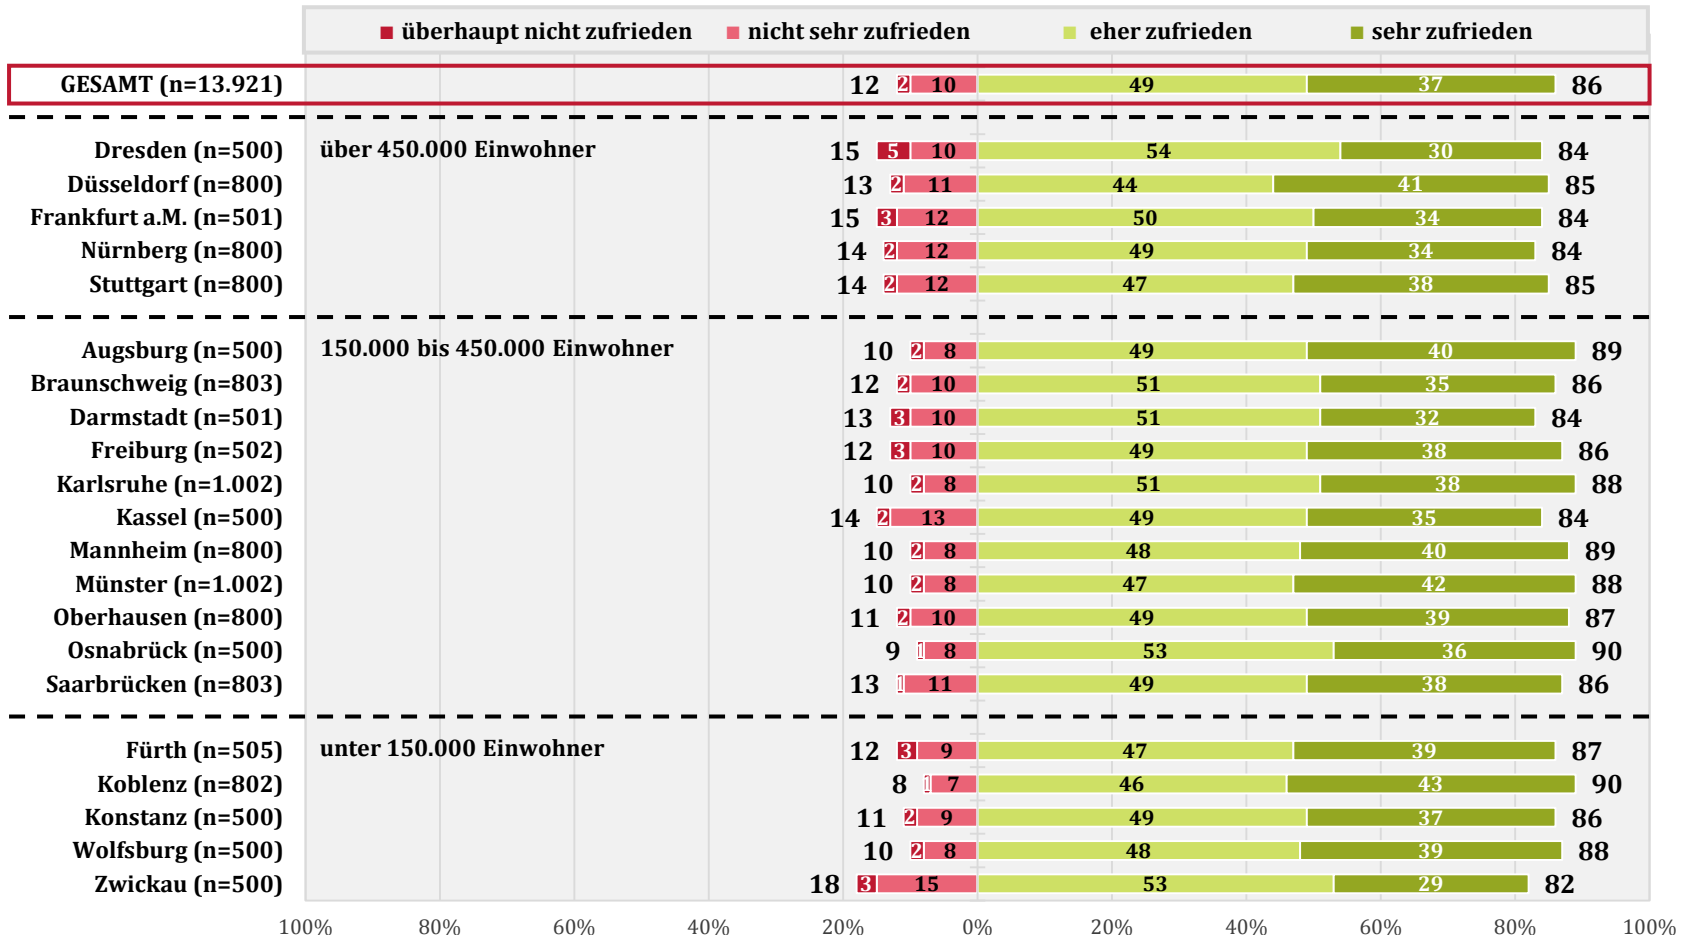 überhaupt nicht zufrieden nicht sehr zufrieden eher zufrieden sehr zufrieden
GESAMT (n=13.921) 12 2 10 49 37 86
Dresden (n=500) über 450.000 Einwohner 15 5 10 54 30 84
Düsseldorf (n=800) 13 2 11 44 41 85
Frankfurt a.M. (n=501) 15 3 12 50 34 84
Nürnberg (n=800) 14 2 12 49 34 84
Stuttgart (n=800) 14 2 12 47 38 85
Augsburg (n=500) 150.000 bis 450.000 Einwohner 10 2 8 49 40 89
Braunschweig (n=803) 12 2 10 51 35 86
Darmstadt (n=501) 13 3 10 51 32 84
Freiburg (n=502) 12 3 10 49 38 86
Karlsruhe (n=1.002) 10 2 8 51 38 88
Kassel (n=500) 14 2 13 49 35 84
Mannheim (n=800) 10 2 8 48 40 89
Münster (n=1.002) 10 2 8 47 42 88
Oberhausen (n=800) 11 2 10 49 39 87
Osnabrück (n=500) 9 1 8 53 36 90
Saarbrücken (n=803) 13 1 11 49 38 86
Fürth (n=505) unter 150.000 Einwohner 12 3 9 47 39 87
Koblenz (n=802) 8 1 7 46 43 90
Konstanz (n=500) 11 2 9 49 37 86
Wolfsburg (n=500) 10 2 8 48 39 88
Zwickau (n=500) 18 3 15 53 29 82
100% 80% 60% 40% 20% 0% 20% 40% 60% 80% 100%